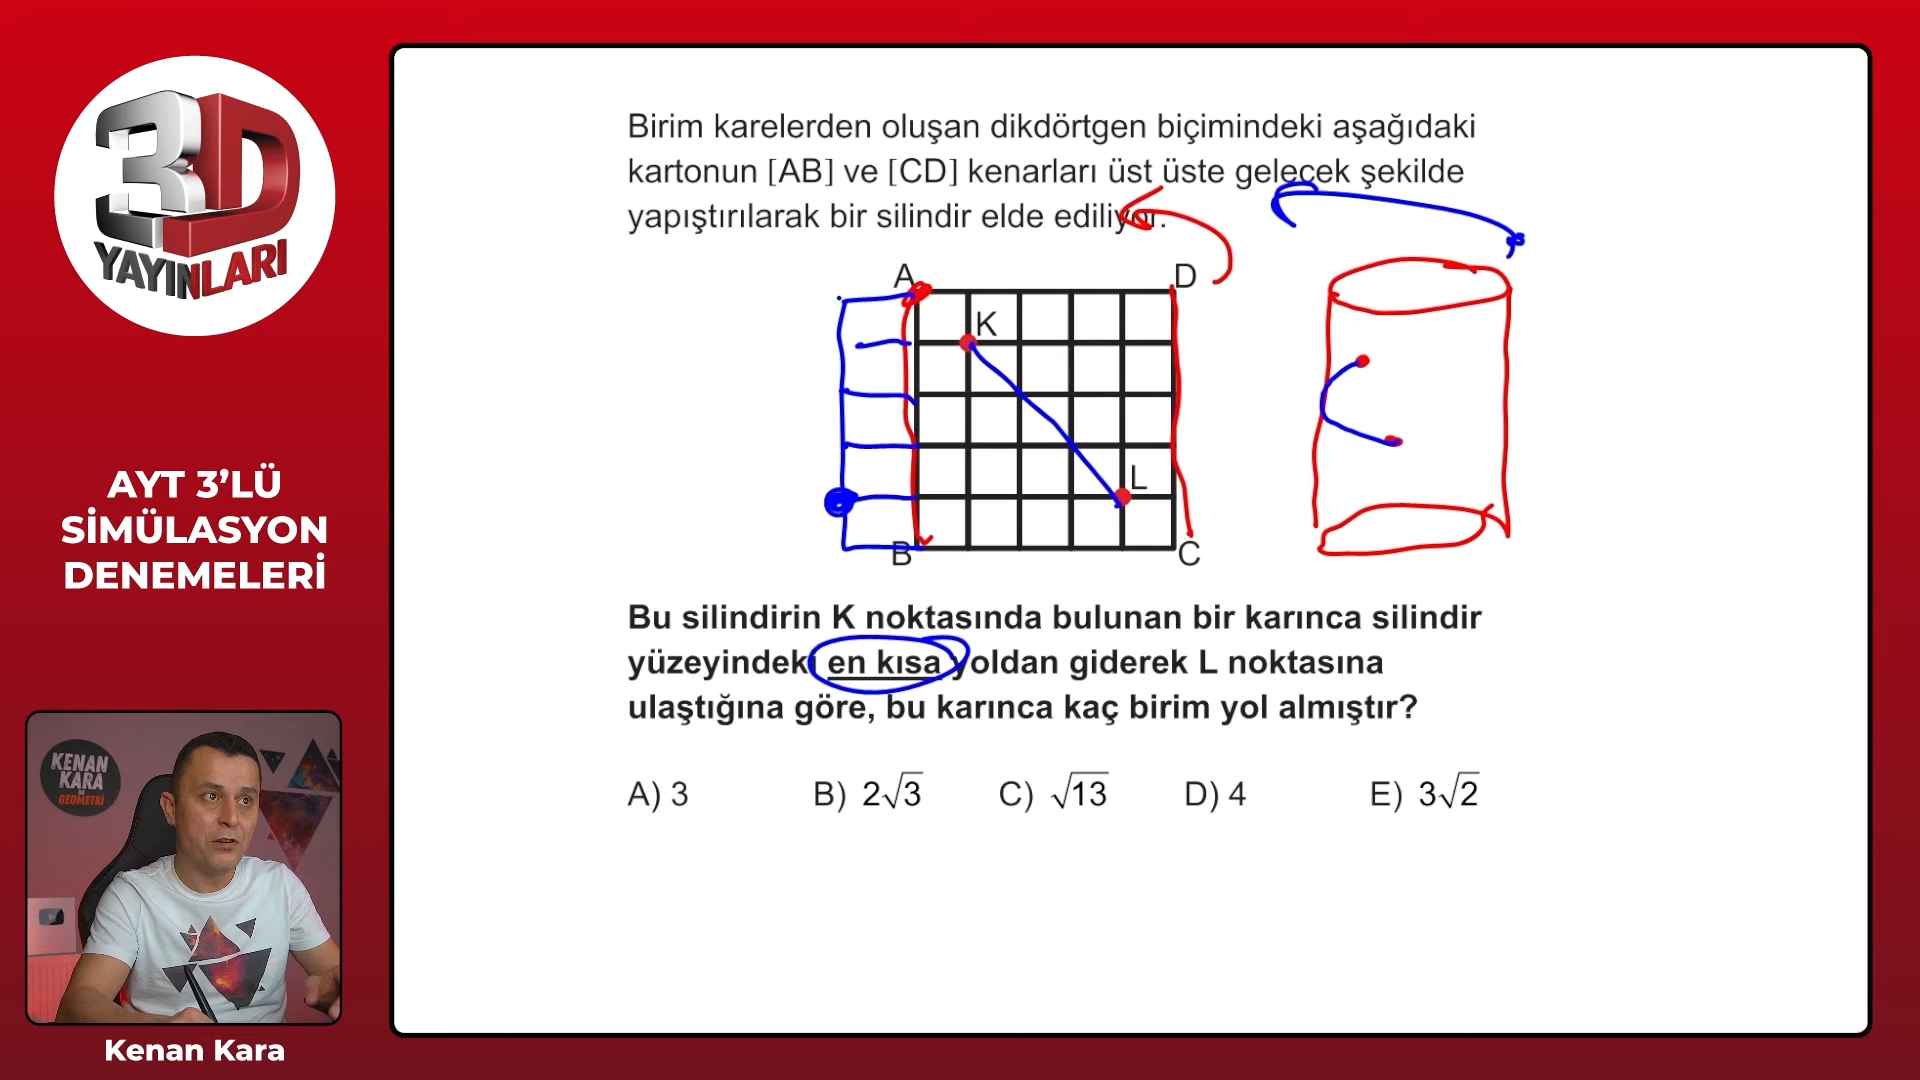 3D
YAYINLARI
AYT 3’LÜ
SİMÜLASYON
DENEMELERİ
KENAN
KARA
İLE
GEOMETRİ
Kenan Kara
Birim karelerden oluşan dikdörtgen biçimindeki aşağıdaki
kartonun [AB] ve [CD] kenarları üst üste gelecek şekilde
yapıştırılarak bir silindir elde ediliyor.
A D
K
L
B C
Bu silindirin K noktasında bulunan bir karınca silindir
yüzeyindeki en kısa yoldan giderek L noktasına
ulaştığına göre, bu karınca kaç birim yol almıştır?
A) 3 B) 2√3 C) √13 D) 4 E) 3√2